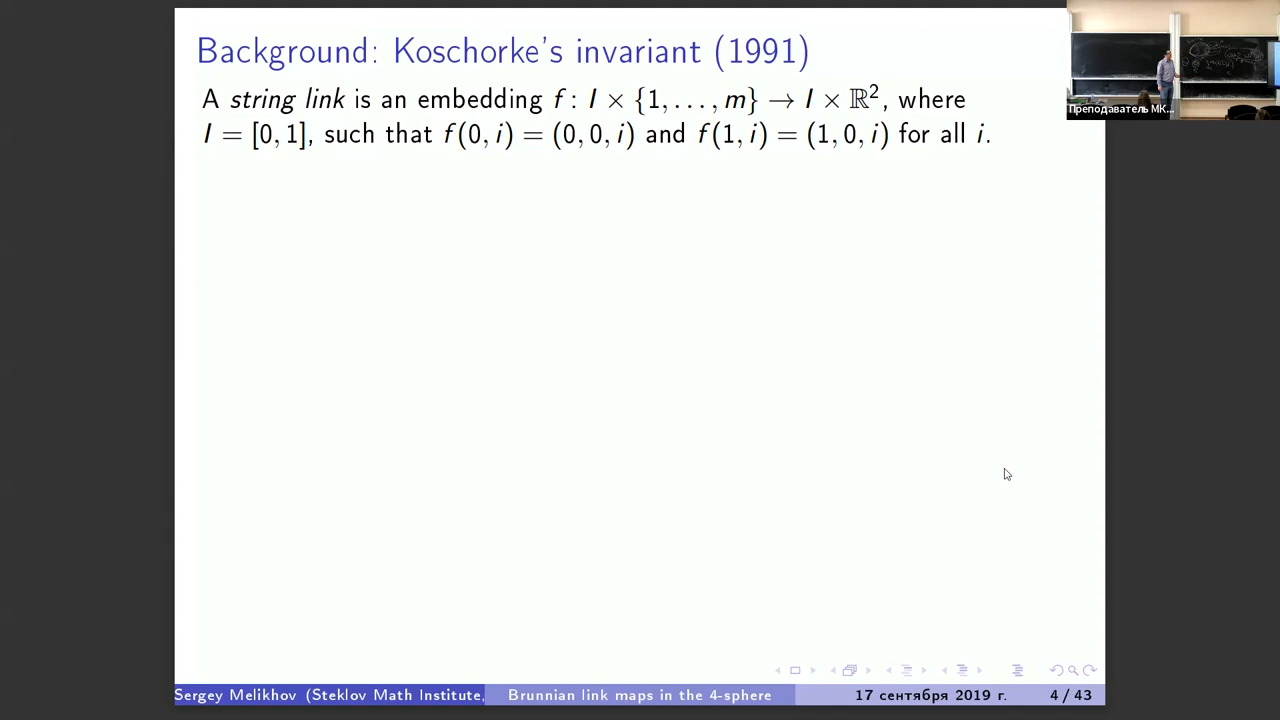 Background: Koschorke's invariant (1991)
A string link is an embedding f : I × {1, . . . , m} → I × ℝ², where
I = [0, 1], such that f(0, i) = (0, 0, i) and f(1, i) = (1, 0, i) for all i.
Преподаватель МК...
Sergey Melikhov (Steklov Math Institute, Brunnian link maps in the 4-sphere 17 сентября 2019 г. 4 / 43